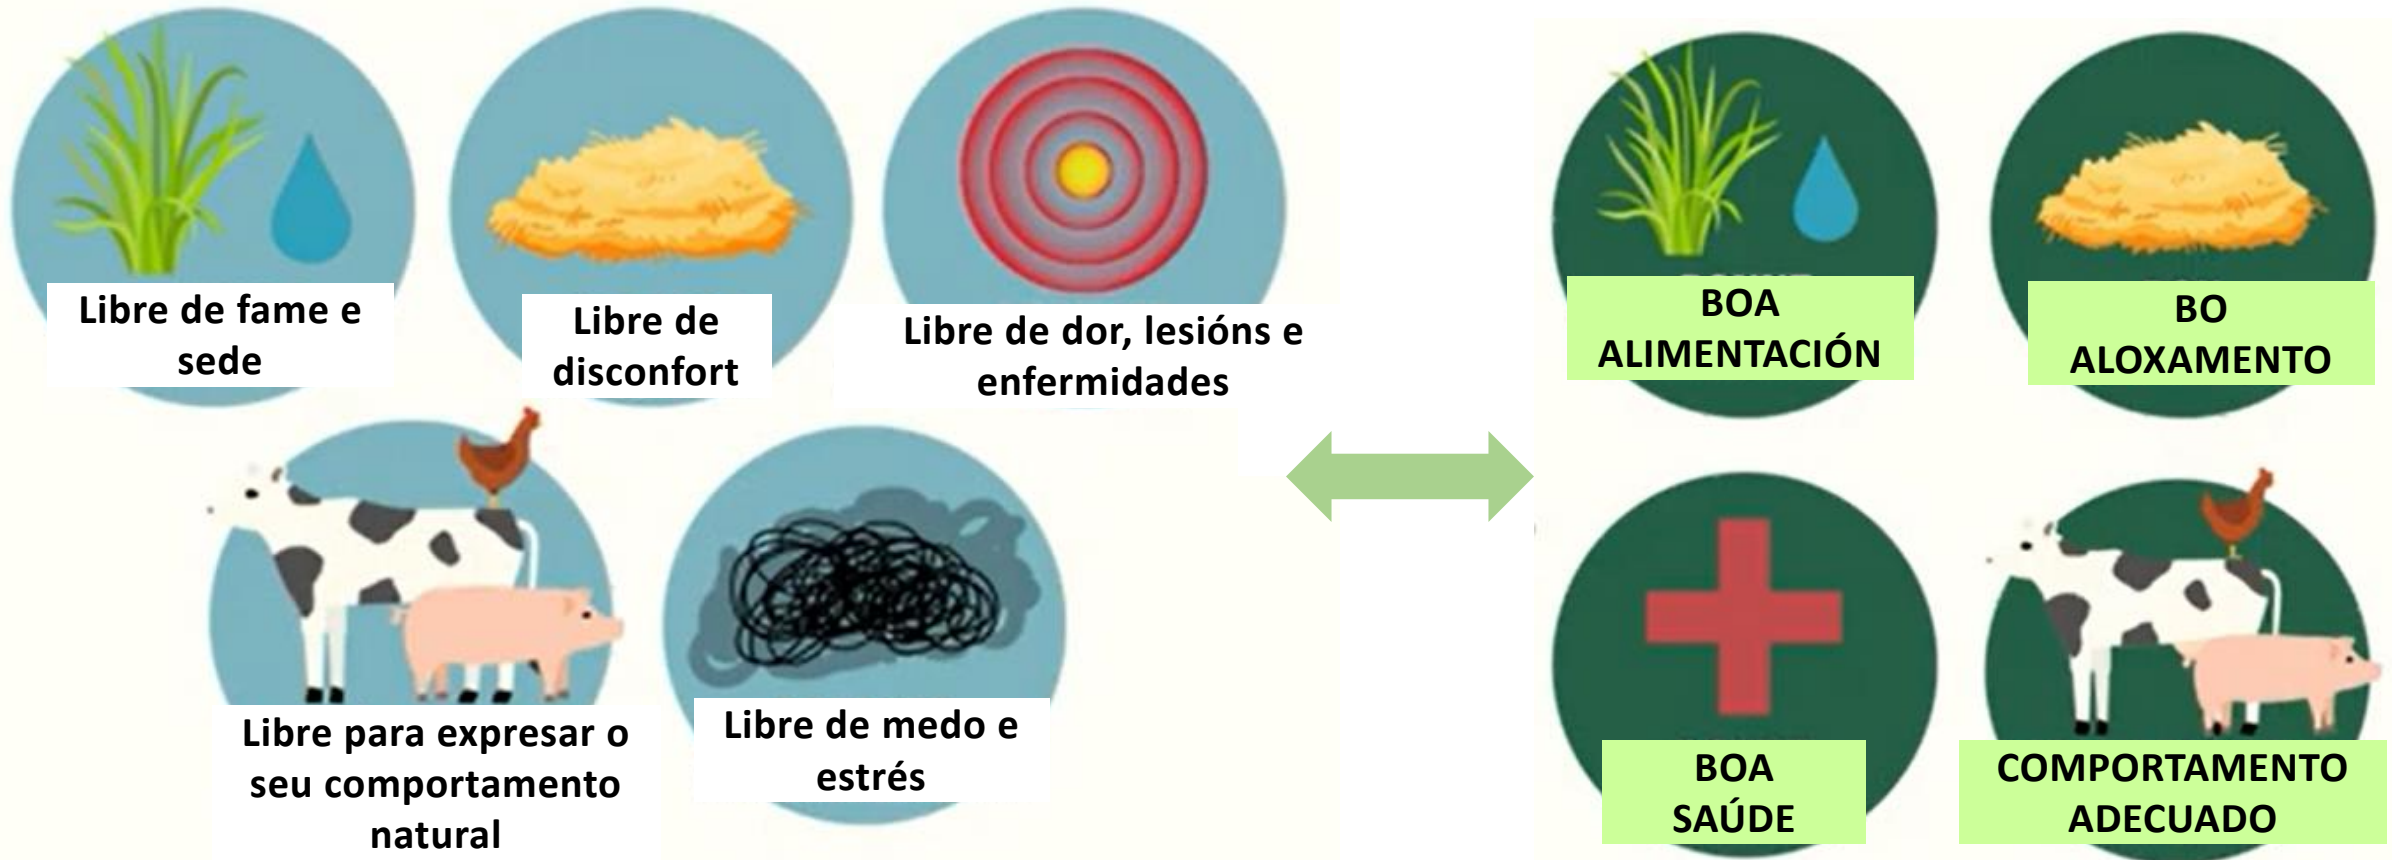 Libre de fame e
sede
Libre de
disconfort
Libre de dor, lesións e
enfermidades
Libre para expresar o
seu comportamento
natural
Libre de medo e
estrés
BOA
ALIMENTACIÓN
BO
ALOXAMENTO
BOA
SAÚDE
COMPORTAMENTO
ADECUADO